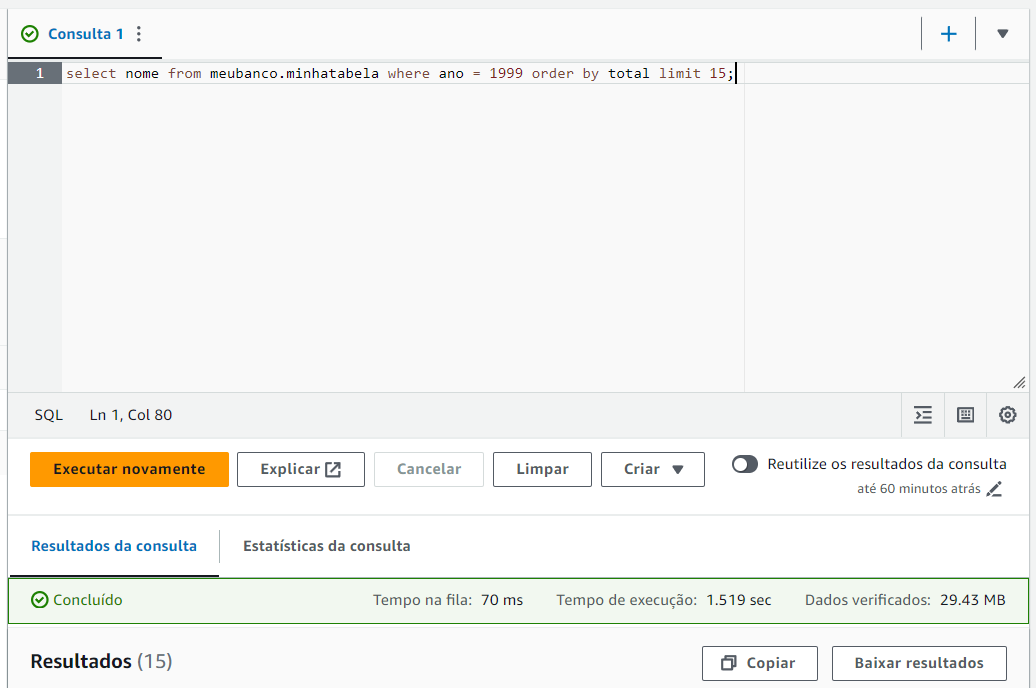 Consulta 1
1 select nome from meubanco.minhatabela where ano = 1999 order by total limit 15;
SQL Ln 1, Col 80
Executar novamente Explicar Cancelar Limpar Criar Reutilize os resultados da consulta
até 60 minutos atrás
Resultados da consulta Estatísticas da consulta
Concluído Tempo na fila: 70 ms Tempo de execução: 1.519 sec Dados verificados: 29.43 MB
Resultados (15) Copiar Baixar resultados